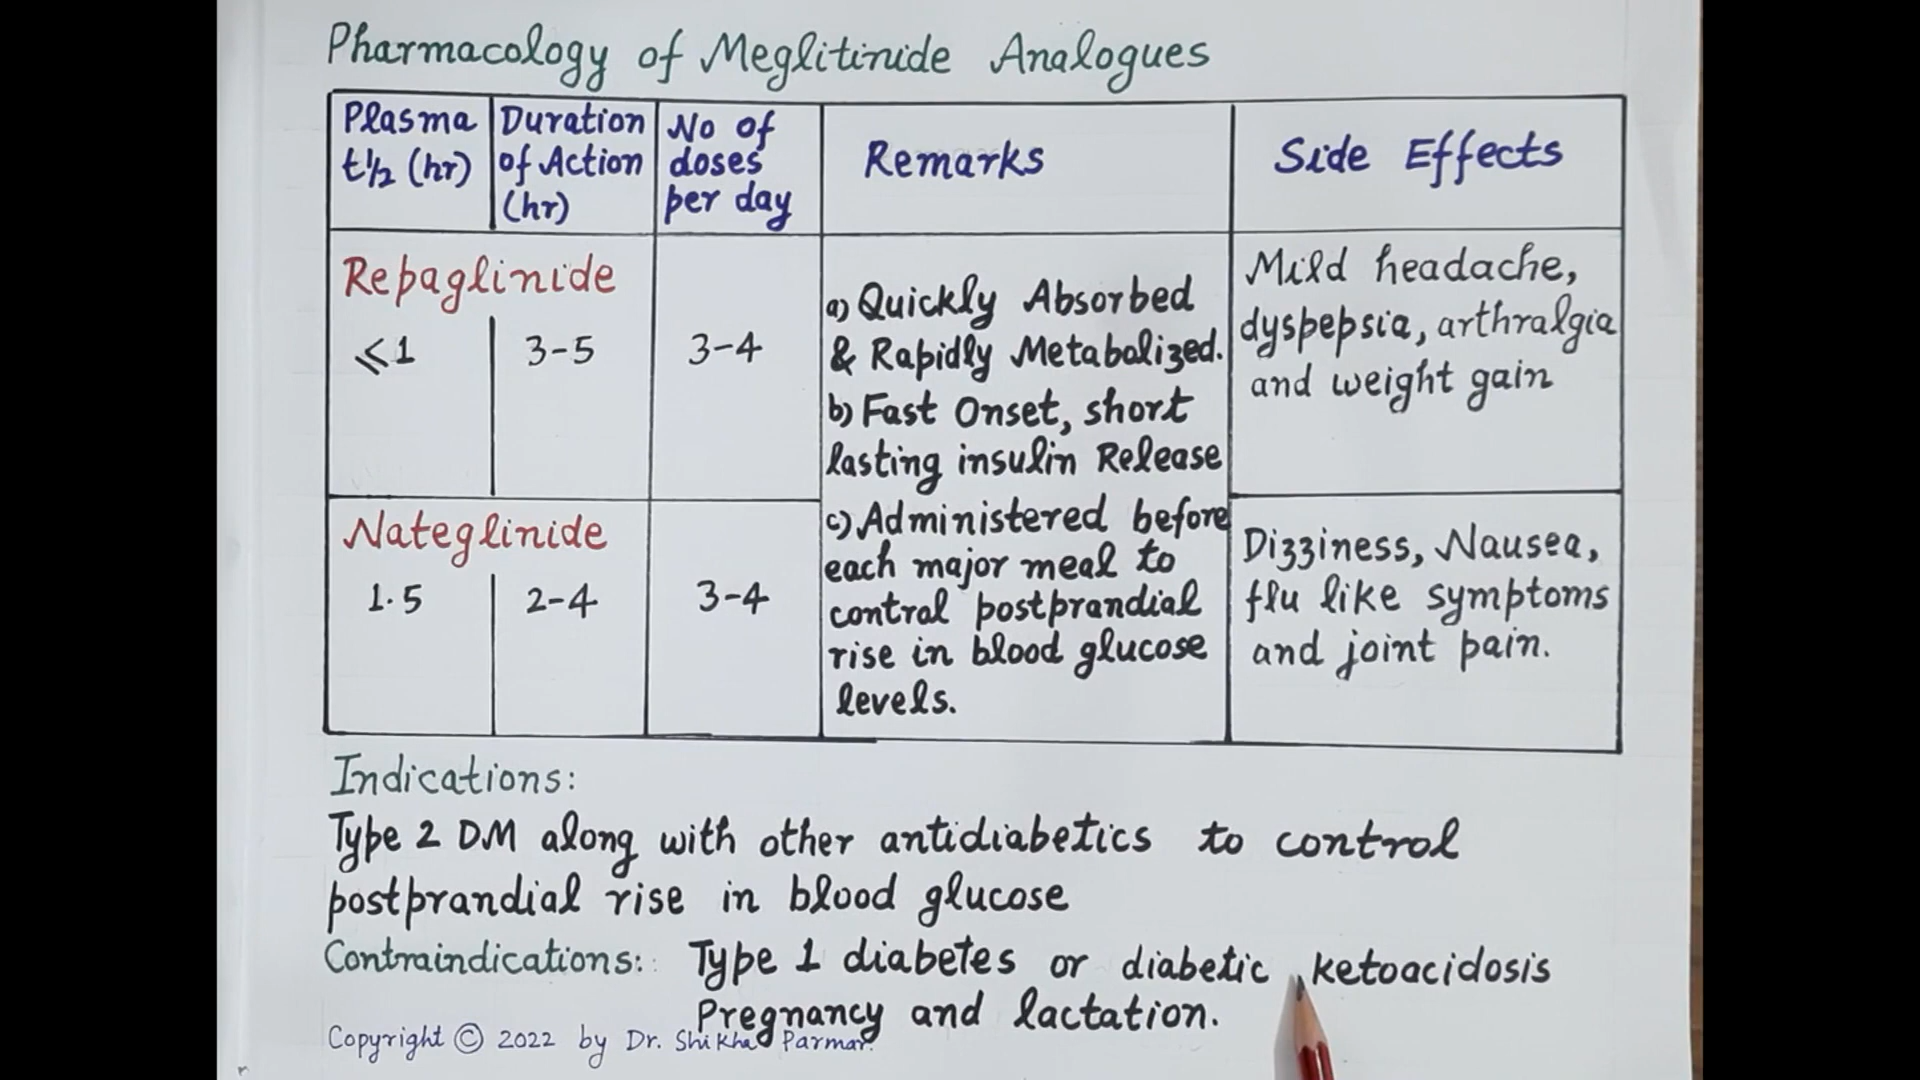 Pharmacology of Meglitinide Analogues
Plasma t½ (hr)
Duration of Action (hr)
No of doses per day
Remarks
Side Effects
Repaglinide
≤1
3-5
3-4
Nateglinide
1.5
2-4
3-4
a) Quickly Absorbed
& Rapidly Metabolized.
b) Fast Onset, short
lasting insulin Release
c) Administered before
each major meal to
control postprandial
rise in blood glucose
levels.
Mild headache,
dyspepsia, arthralgia
and weight gain
Dizziness, Nausea,
flu like symptoms
and joint pain.
Indications:
Type 2 DM along with other antidiabetics to control
postprandial rise in blood glucose
Contraindications: Type 1 diabetes or diabetic ketoacidosis
Pregnancy and lactation.
Copyright © 2022 by Dr. Shikha Parmar.